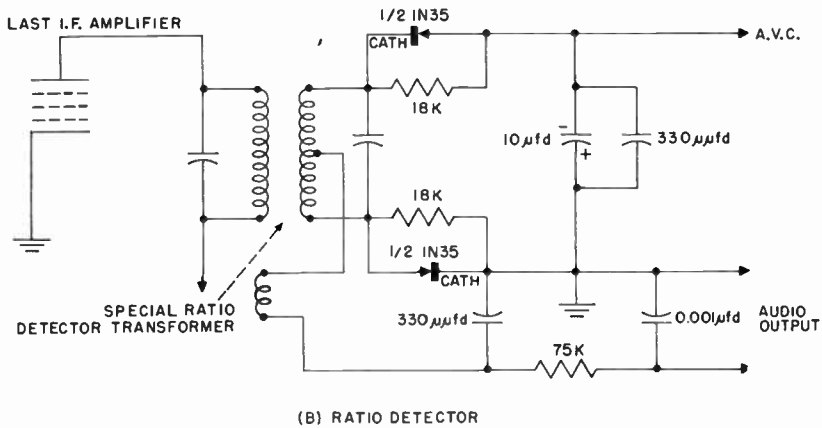 LAST I.F. AMPLIFIER
1/2 IN35
CATH
A.V.C.
18K
-
10µfd
+
330µµfd
18K
1/2 IN35
CATH
SPECIAL RATIO
DETECTOR TRANSFORMER
330µµfd
75K
0.001µfd
AUDIO
OUTPUT
(B) RATIO DETECTOR